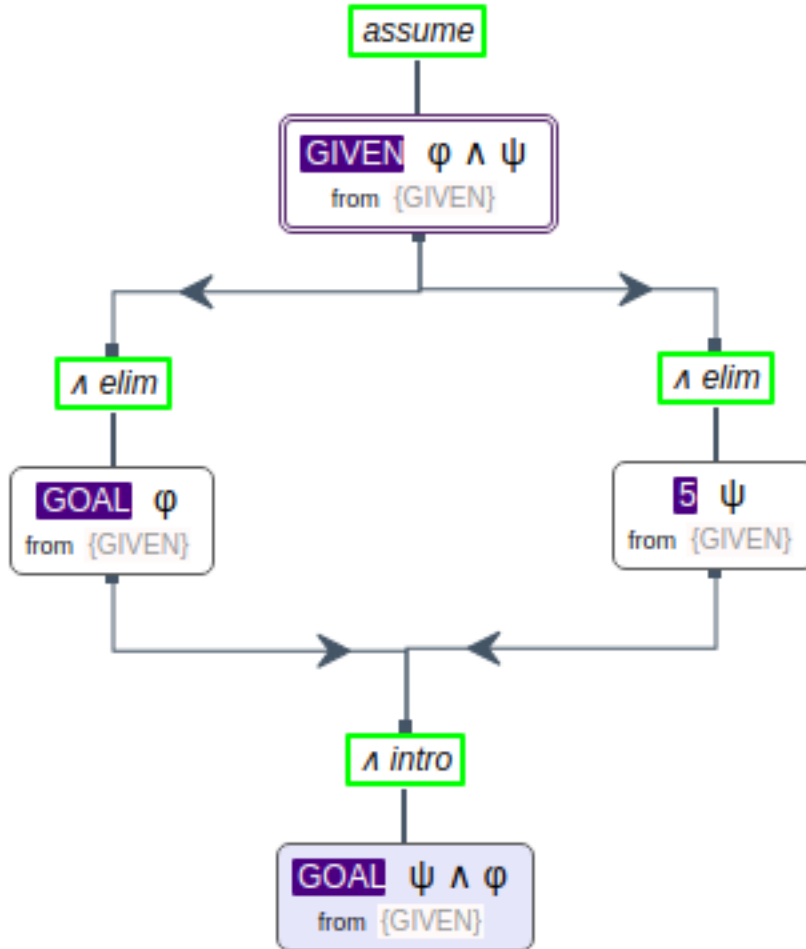 assume
GIVEN φ ∧ ψ
from {GIVEN}
∧ elim
∧ elim
GOAL φ
from {GIVEN}
5 ψ
from {GIVEN}
∧ intro
GOAL ψ ∧ φ
from {GIVEN}